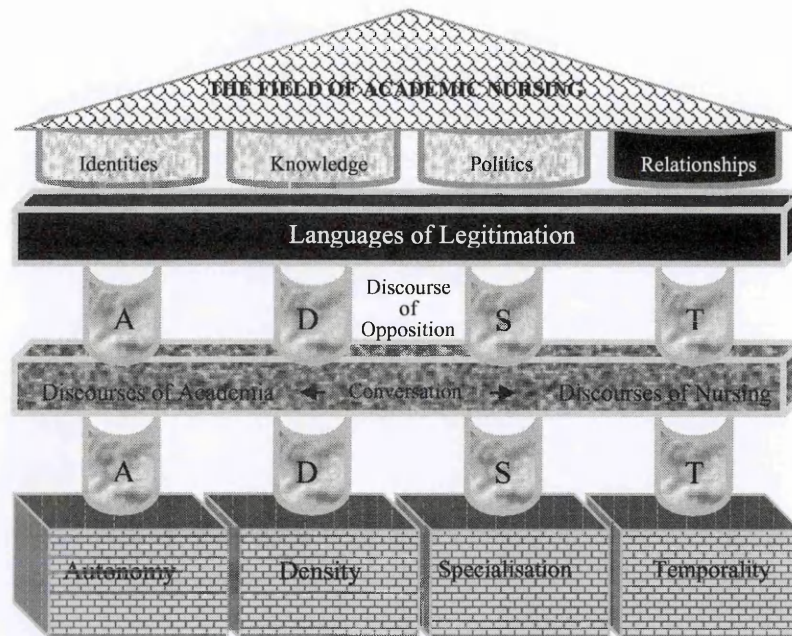 THE FIELD OF ACADEMIC NURSING
Identities Knowledge Politics Relationships
Languages of Legitimation
A D Discourse of Opposition S T
Discourses of Academia Conversation Discourses of Nursing
A D S T
Autonomy Density Specialisation Temporality